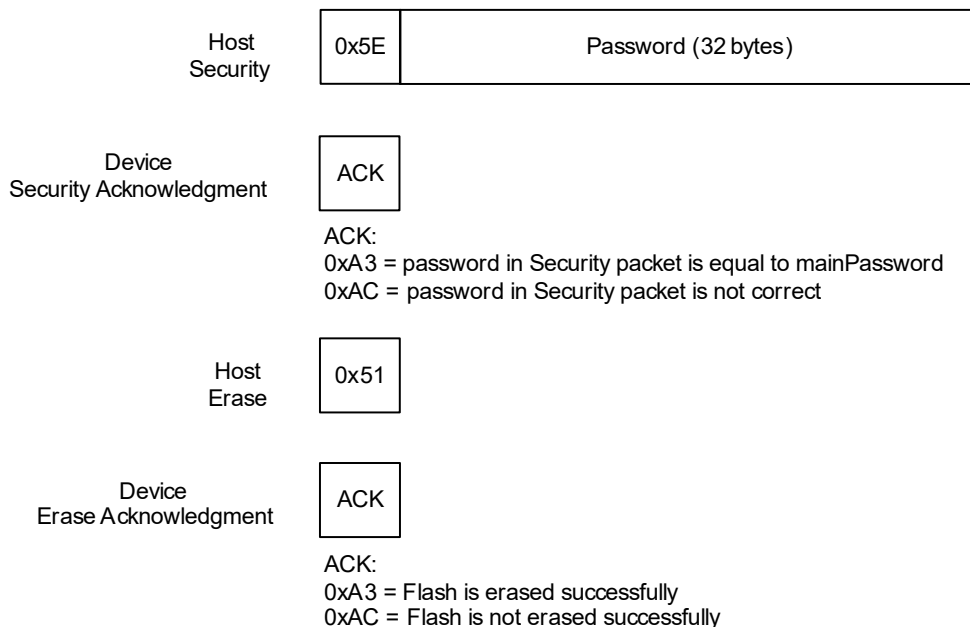 Host
Security
0x5E
Password (32 bytes)
Device
Security Acknowledgment
ACK
ACK:
0xA3 = password in Security packet is equal to mainPassword
0xAC = password in Security packet is not correct
Host
Erase
0x51
Device
Erase Acknowledgment
ACK
ACK:
0xA3 = Flash is erased successfully
0xAC = Flash is not erased successfully